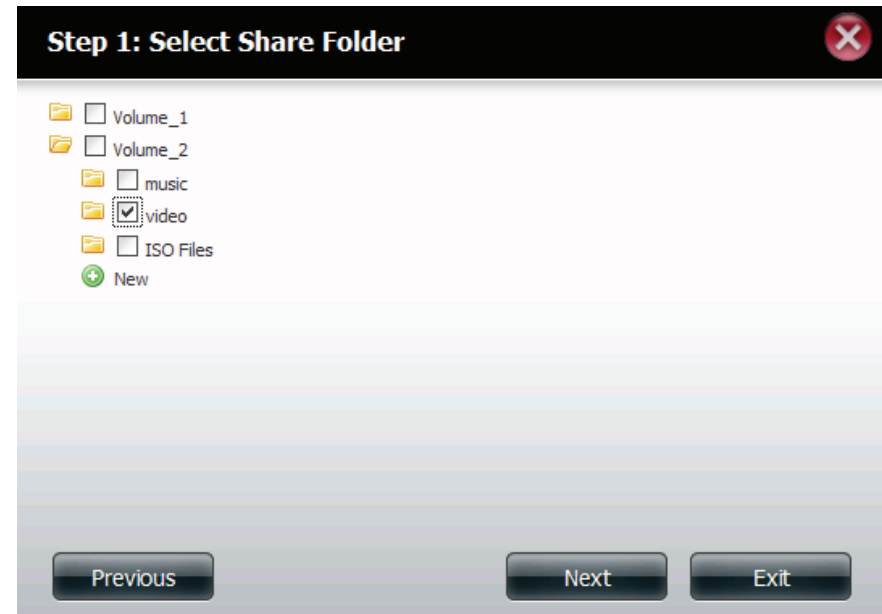 Step 1: Select Share Folder
Volume_1
Volume_2
music
video
ISO Files
New
Previous Next Exit